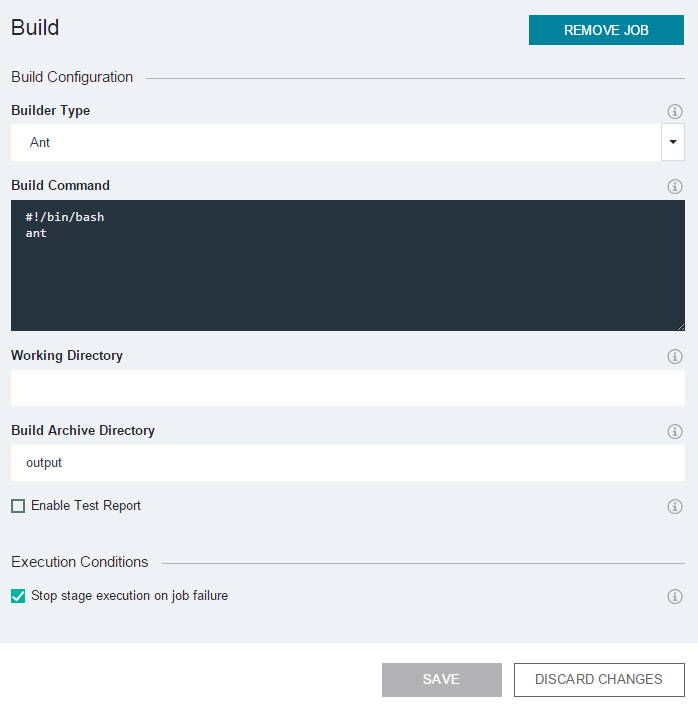 Build
REMOVE JOB
Build Configuration
Builder Type
Ant
Build Command
#!/bin/bash
ant
Working Directory
Build Archive Directory
output
Enable Test Report
Execution Conditions
Stop stage execution on job failure
SAVE
DISCARD CHANGES